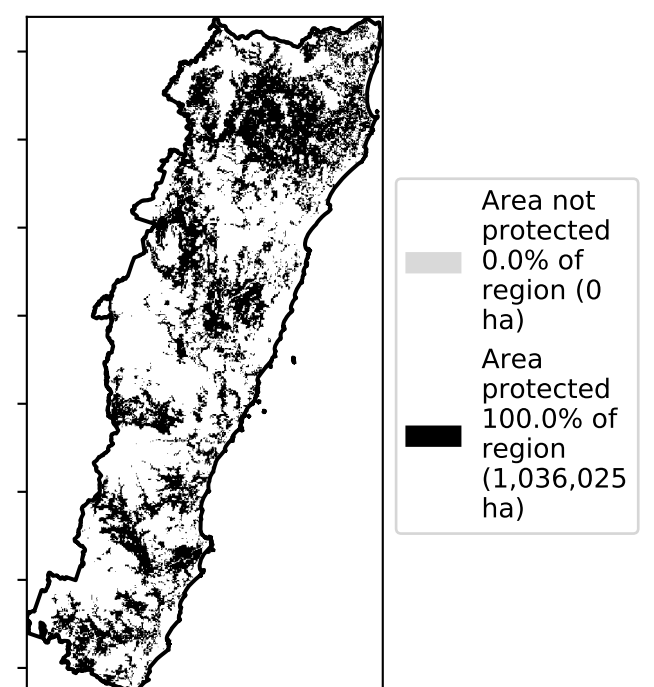 Area not
protected
0.0% of
region (0
ha)
Area
protected
100.0% of
region
(1,036,025
ha)